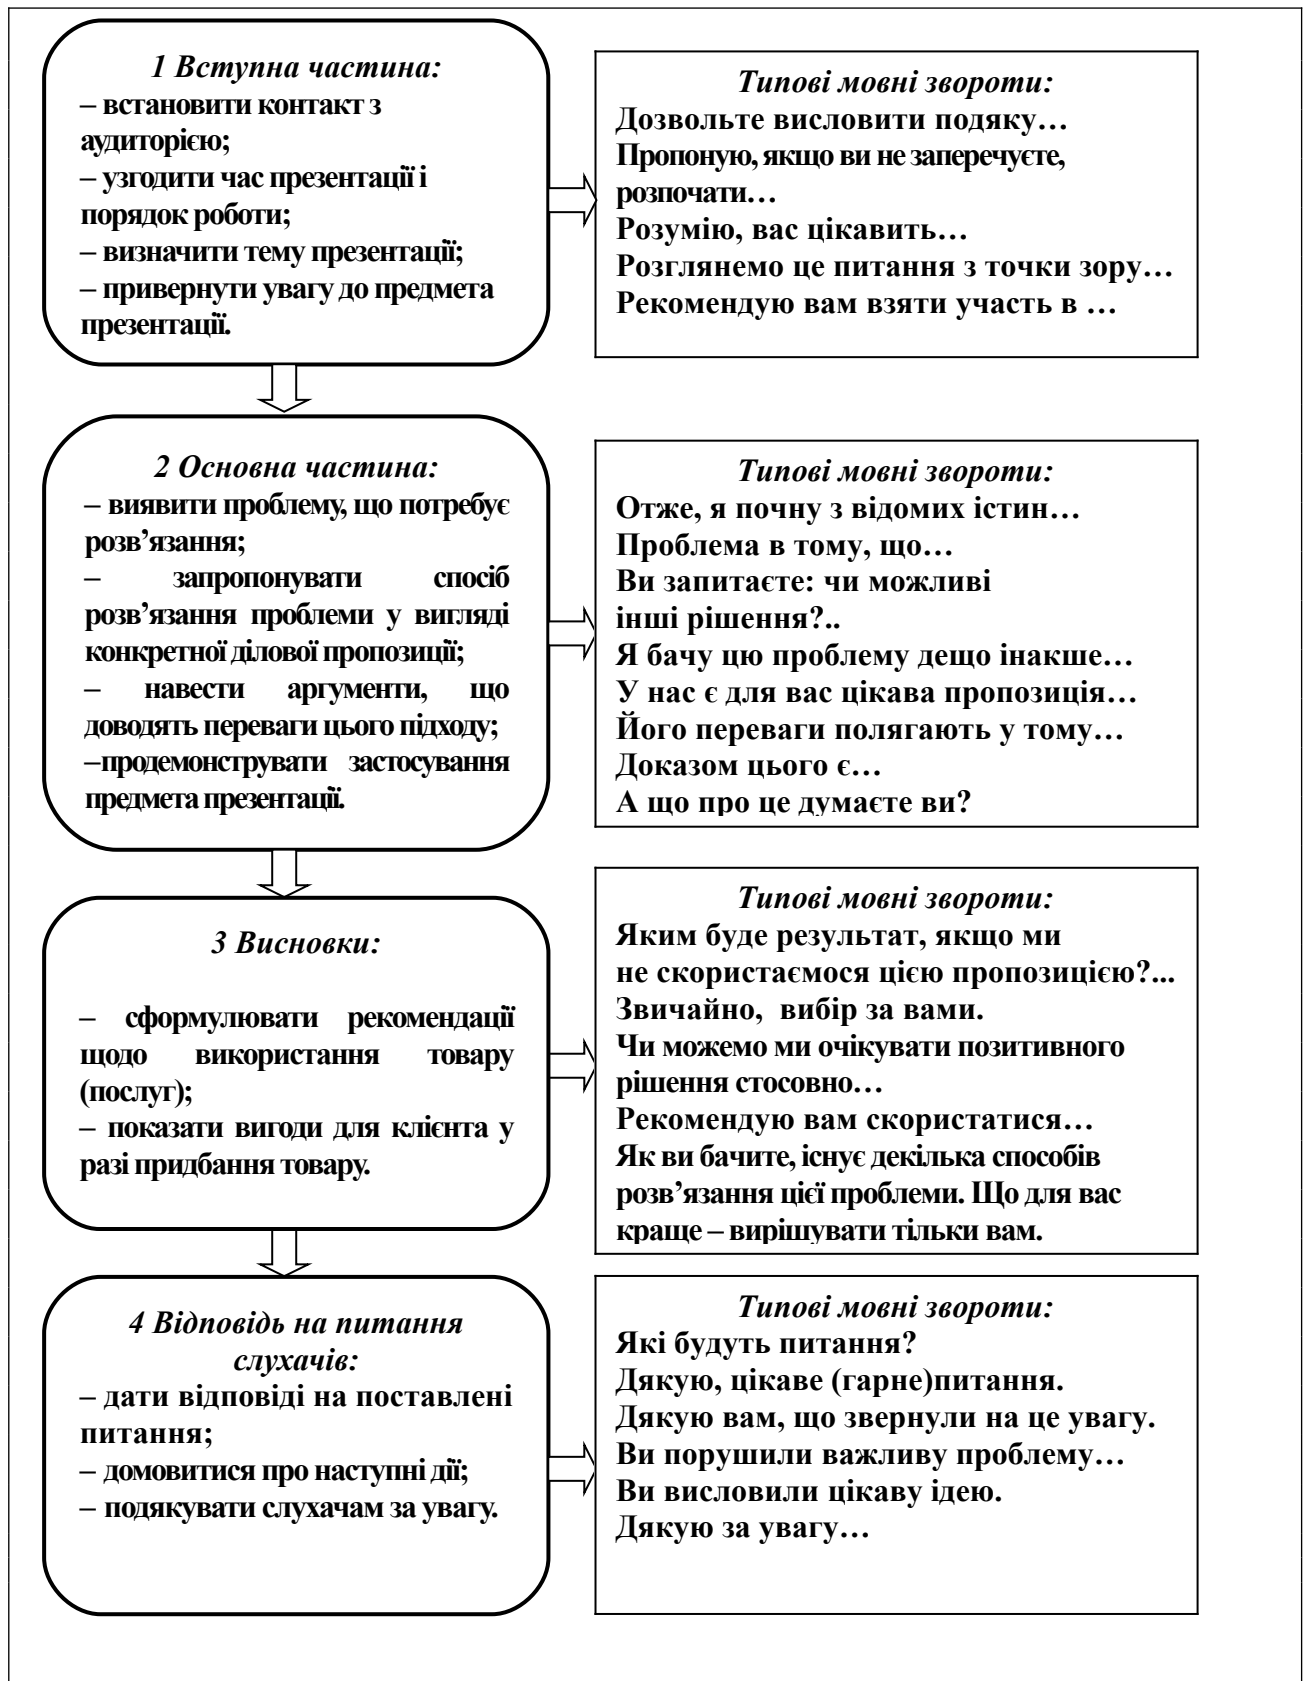 1 Вступна частина:
– встановити контакт з
аудиторією;
– узгодити час презентації і
порядок роботи;
– визначити тему презентації;
– привернути увагу до предмета
презентації.
Типові мовні звороти:
Дозвольте висловити подяку…
Пропоную, якщо ви не заперечуєте,
розпочати…
Розумію, вас цікавить…
Розглянемо це питання з точки зору…
Рекомендую вам взяти участь в …
2 Основна частина:
– виявити проблему, що потребує
розв’язання;
– запропонувати спосіб
розв’язання проблеми у вигляді
конкретної ділової пропозиції;
– навести аргументи, що
доводять переваги цього підходу;
–продемонструвати застосування
предмета презентації.
Типові мовні звороти:
Отже, я почну з відомих істин…
Проблема в тому, що…
Ви запитаєте: чи можливі
інші рішення?..
Я бачу цю проблему дещо інакше…
У нас є для вас цікава пропозиція…
Його переваги полягають у тому…
Доказом цього є…
А що про це думаєте ви?
3 Висновки:
– сформулювати рекомендації
щодо використання товару
(послуг);
– показати вигоди для клієнта у
разі придбання товару.
Типові мовні звороти:
Яким буде результат, якщо ми
не скористаємося цією пропозицією?...
Звичайно, вибір за вами.
Чи можемо ми очікувати позитивного
рішення стосовно…
Рекомендую вам скористатися…
Як ви бачите, існує декілька способів
розв’язання цієї проблеми. Що для вас
краще – вирішувати тільки вам.
4 Відповідь на питання
слухачів:
– дати відповіді на поставлені
питання;
– домовитися про наступні дії;
– подякувати слухачам за увагу.
Типові мовні звороти:
Які будуть питання?
Дякую, цікаве (гарне)питання.
Дякую вам, що звернули на це увагу.
Ви порушили важливу проблему…
Ви висловили цікаву ідею.
Дякую за увагу…